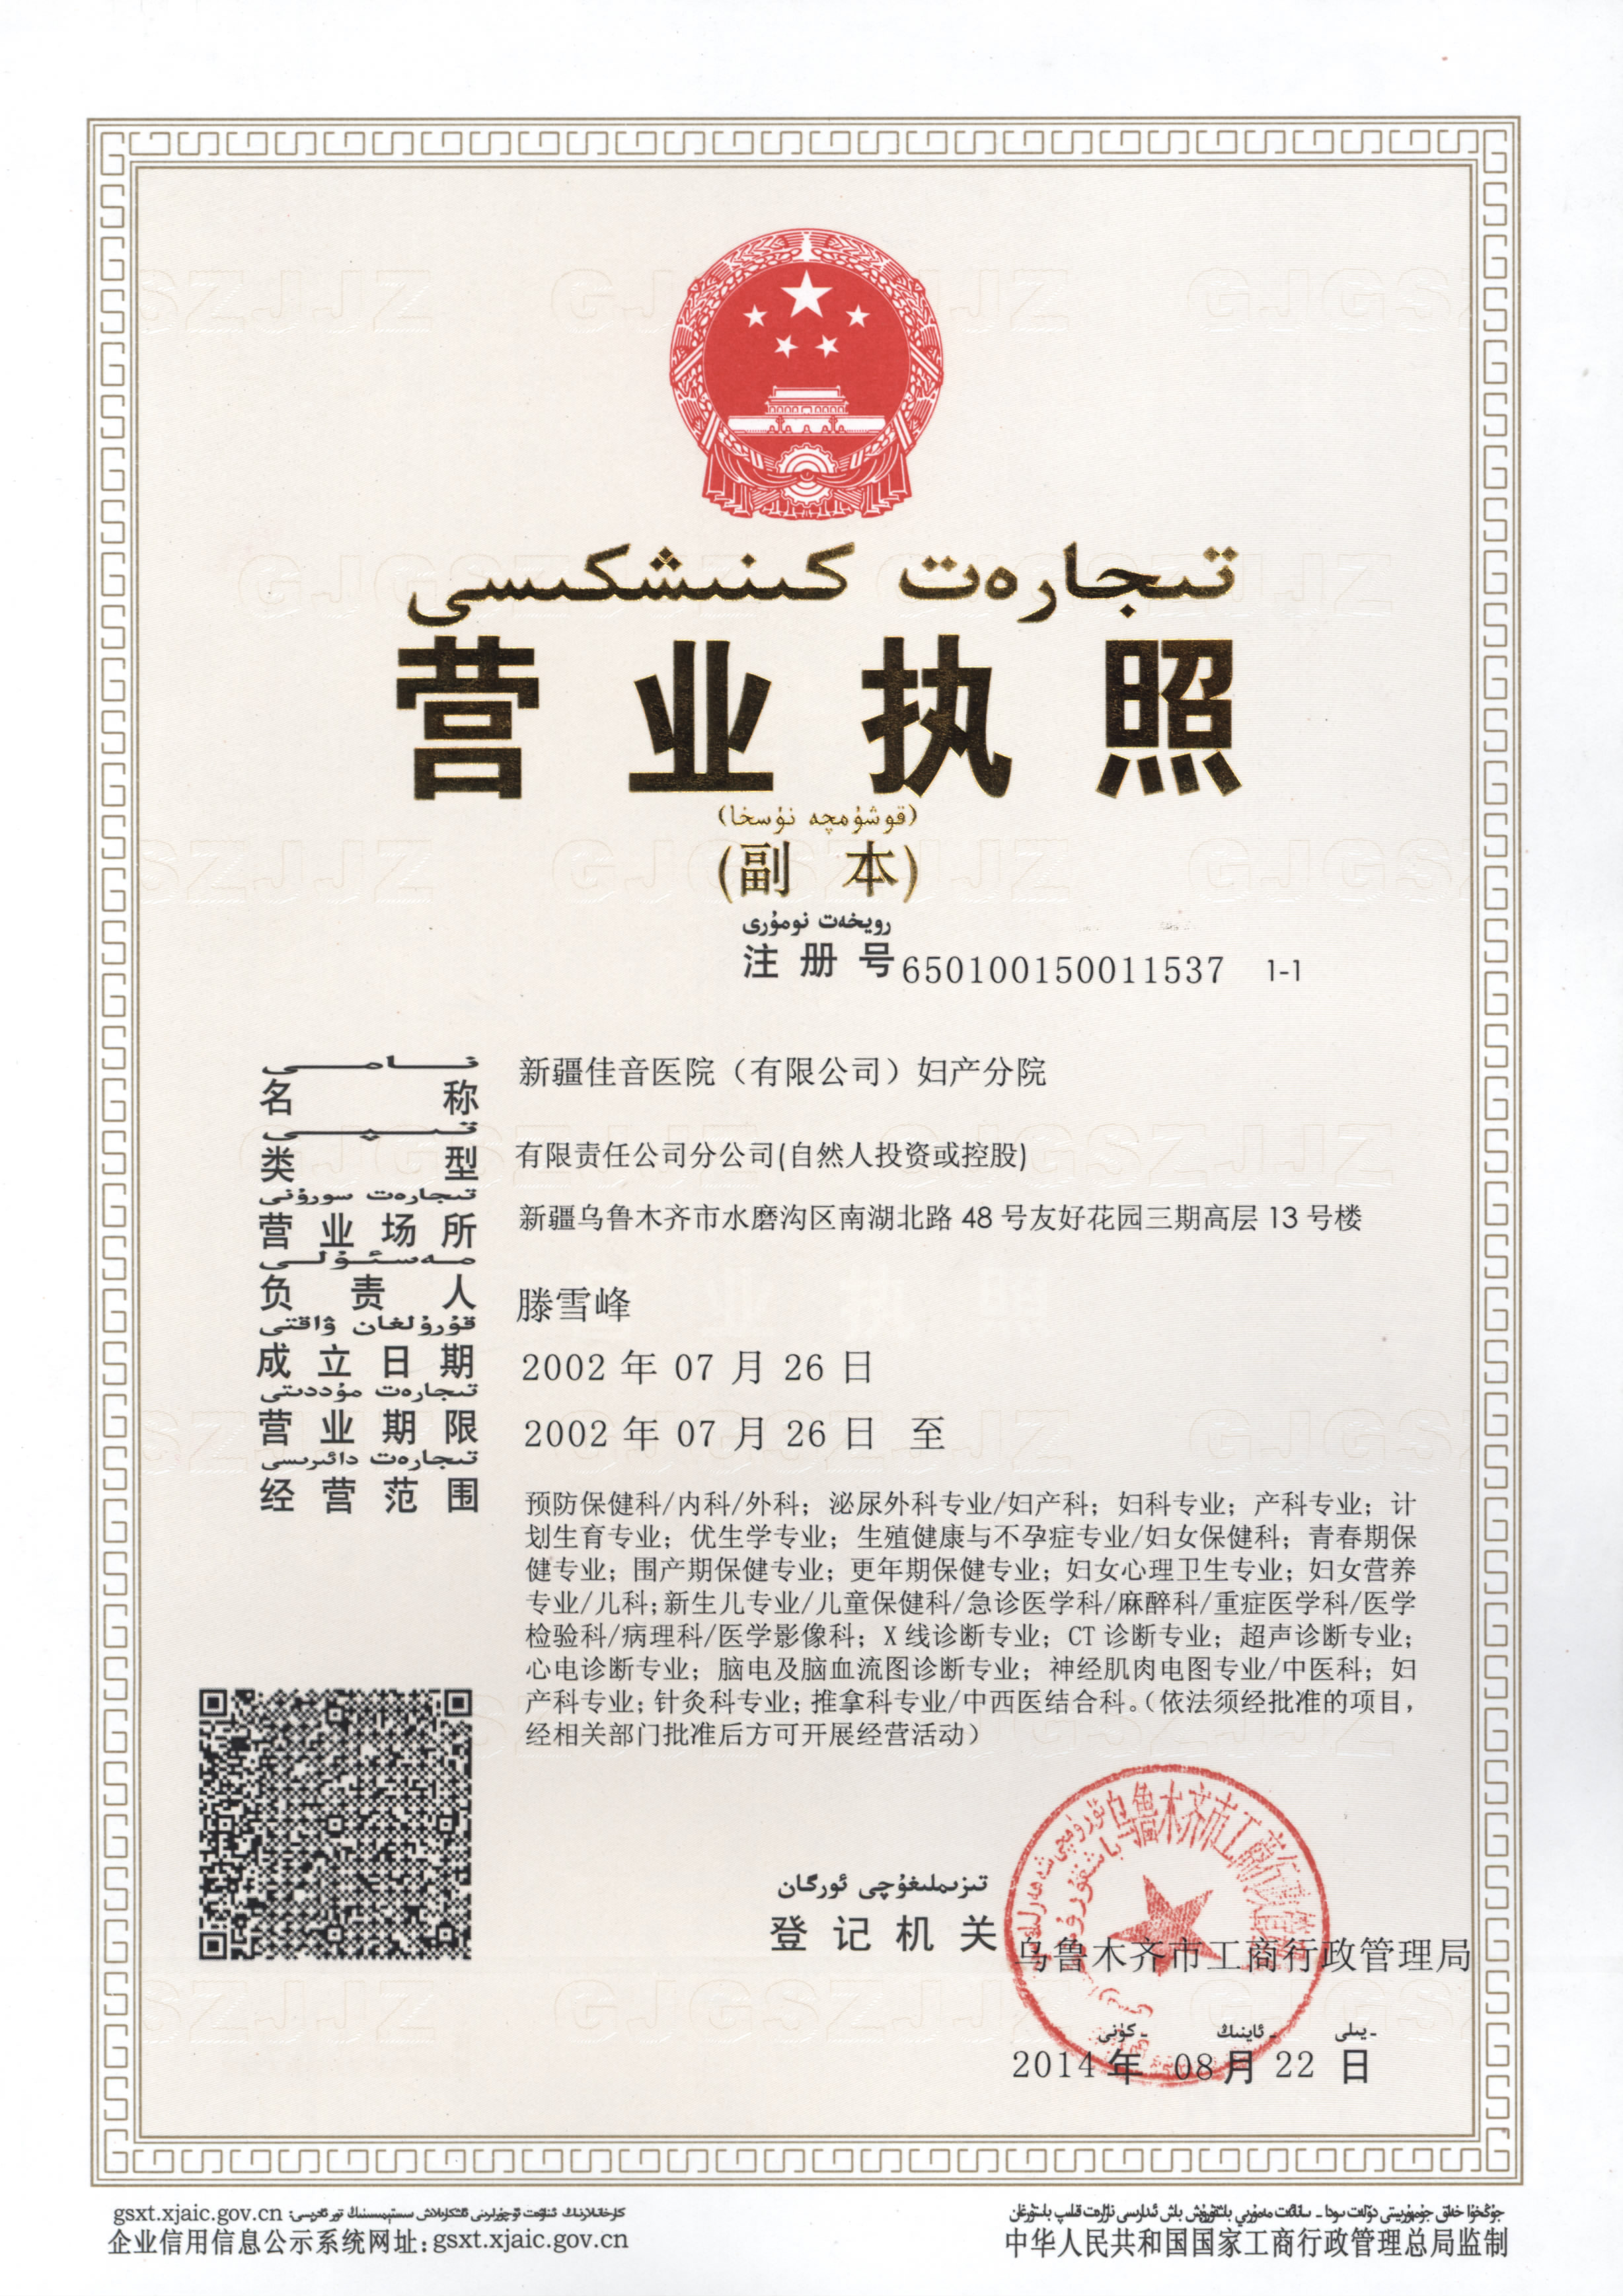 تىجارەت كىنىشكىسى
营业执照
(قوشۇمچە نۇسخا)
(副 本)
رويخەت نومۇرى
注册号 650100150011537 1-1
نامى
名称 新疆佳音医院（有限公司）妇产分院
تىپى
类型 有限责任公司分公司(自然人投资或控股)
تىجارەت سورۇنى
营业场所 新疆乌鲁木齐市水磨沟区南湖北路 48 号友好花园三期高层 13 号楼
مەسئۇلى
负责人 滕雪峰
قۇرۇلغان ۋاقتى
成立日期 2002 年 07 月 26 日
تىجارەت مۇددىتى
营业期限 2002 年 07 月 26 日 至
تىجارەت دائىرىسى
经营范围
预防保健科/内科/外科；泌尿外科专业/妇产科；妇科专业；产科专业；计
划生育专业；优生学专业；生殖健康与不孕症专业/妇女保健科；青春期保
健专业；围产期保健专业；更年期保健专业；妇女心理卫生专业；妇女营养
专业/儿科；新生儿专业/儿童保健科/急诊医学科/麻醉科/重症医学科/医学
检验科/病理科/医学影像科；X 线诊断专业；CT 诊断专业；超声诊断专业；
心电诊断专业；脑电及脑血流图诊断专业；神经肌肉电图专业/中医科；妇
产科专业；针灸科专业；推拿科专业/中西医结合科。（依法须经批准的项目，
经相关部门批准后方可开展经营活动）
تىزىملىغۇچى ئورگان
登记机关 乌鲁木齐市工商行政管理局
乌鲁木齐市工商行政管理局
ـ كۈنى ـ ئاينىڭ ـ يىلى
2014 年 08 月 22 日
gsxt.xjaic.gov.cn
企业信用信息公示系统网址：gsxt.xjaic.gov.cn
中华人民共和国国家工商行政管理总局监制